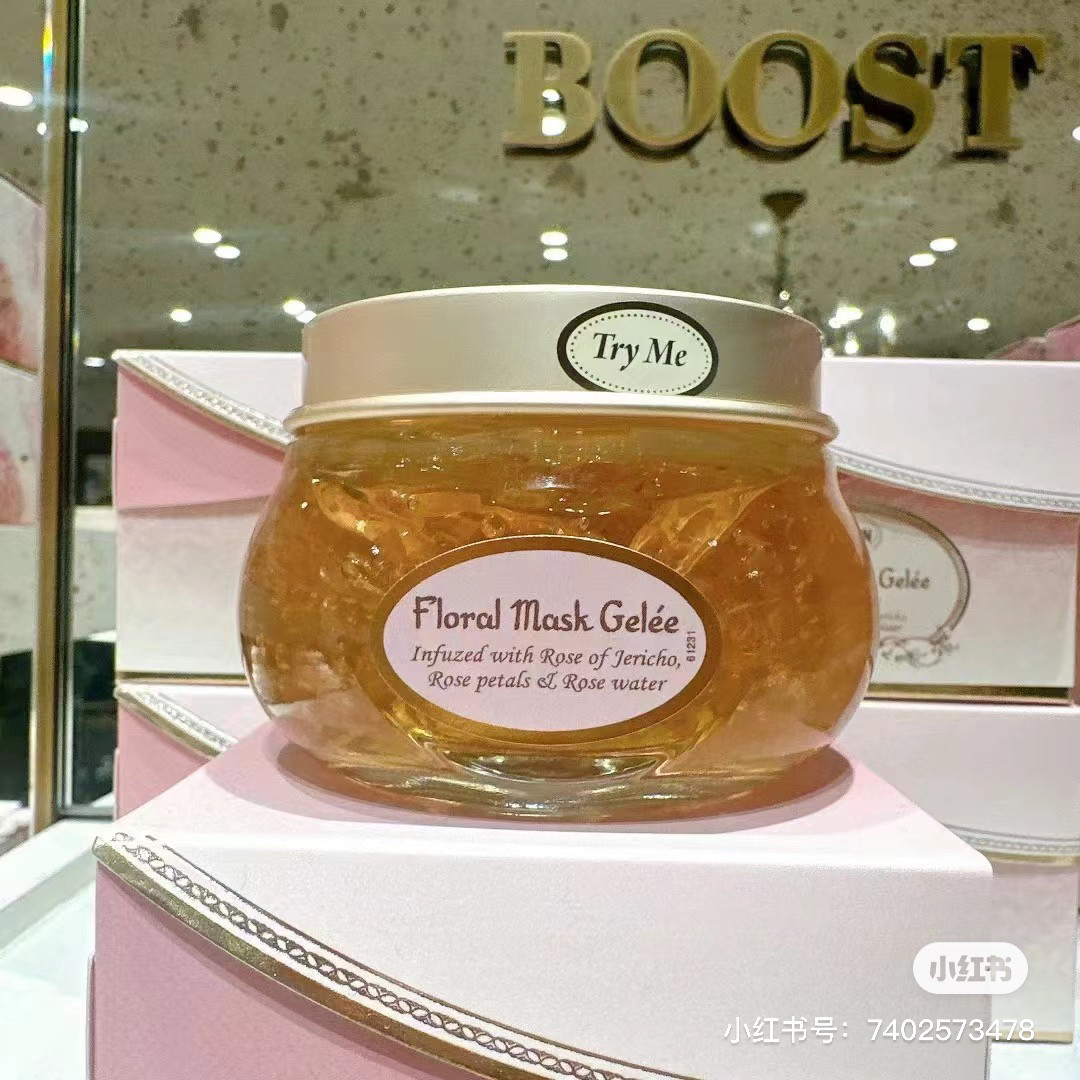 BOOST
Try Me
Floral Mask Gelée
Infuzed with Rose of Jericho,
Rose petals & Rose water
61231
Gelée
小红书
小红书号：7402573478